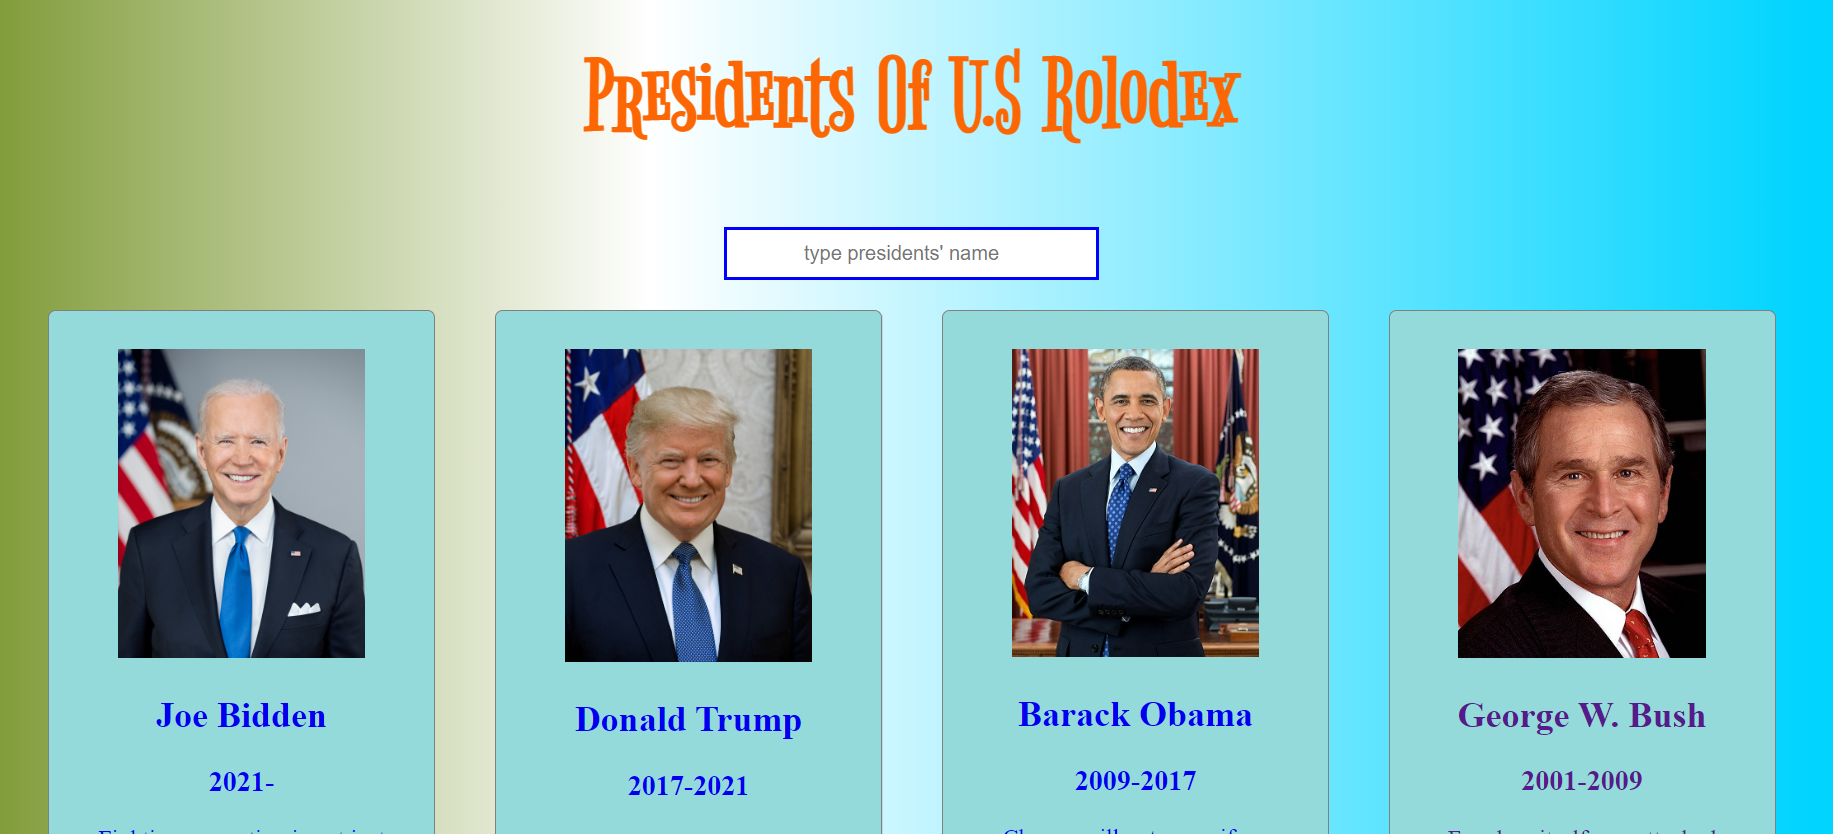 Presidents Of U.S Rolodex
type presidents' name
Joe Bidden
2021-
Donald Trump
2017-2021
Barack Obama
2009-2017
George W. Bush
2001-2009